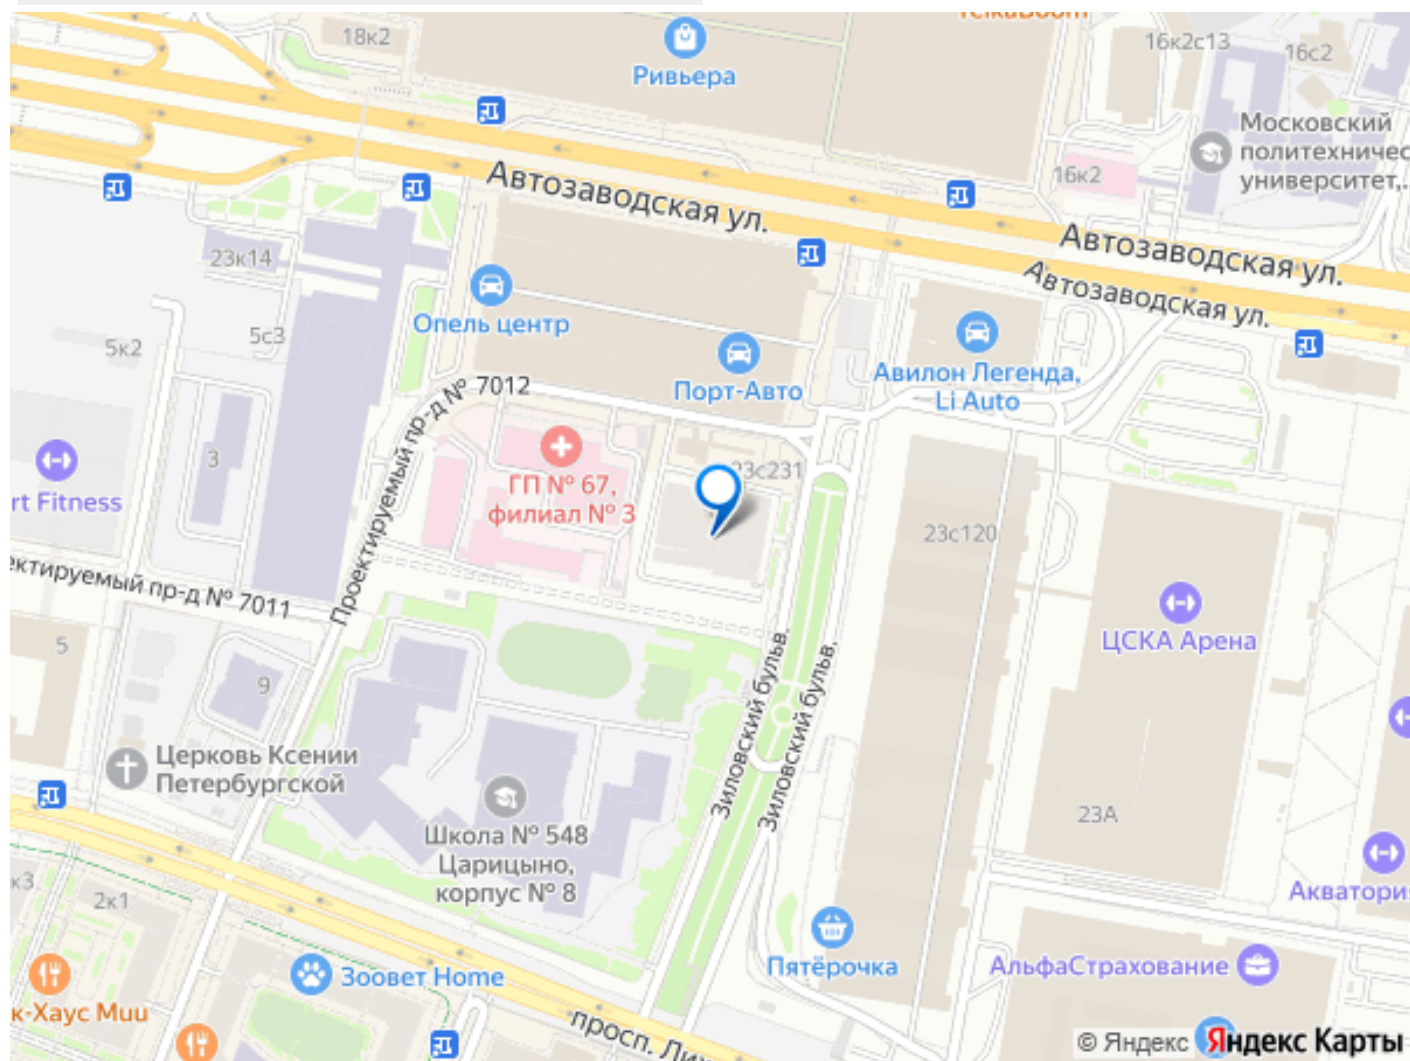 18к2
Ривьера
16к2с13
16с2
Московский
политехничес
университет,..
16к2
Автозаводская ул.
Автозаводская ул.
Автозаводская ул.
23к14
Опель центр
5с3
5к2
Порт-Авто
Авилон Легенда,
Li Auto
Проектируемый пр-д № 7012
3
ГП № 67,
филиал № 3
23с231
rt Fitness
23с120
ектируемый пр-д № 7011
ЦСКА Арена
5
9
Зиловский бульв.
Зиловский бульв.
Церковь Ксении
Петербургской
Школа № 548
Царицыно,
корпус № 8
23А
к3
2к1
Акватори
Пятёрочка
АльфаСтрахование
Зоовет Home
к-Хаус Muu
просп. Лих
© Яндекс
Яндекс Карты